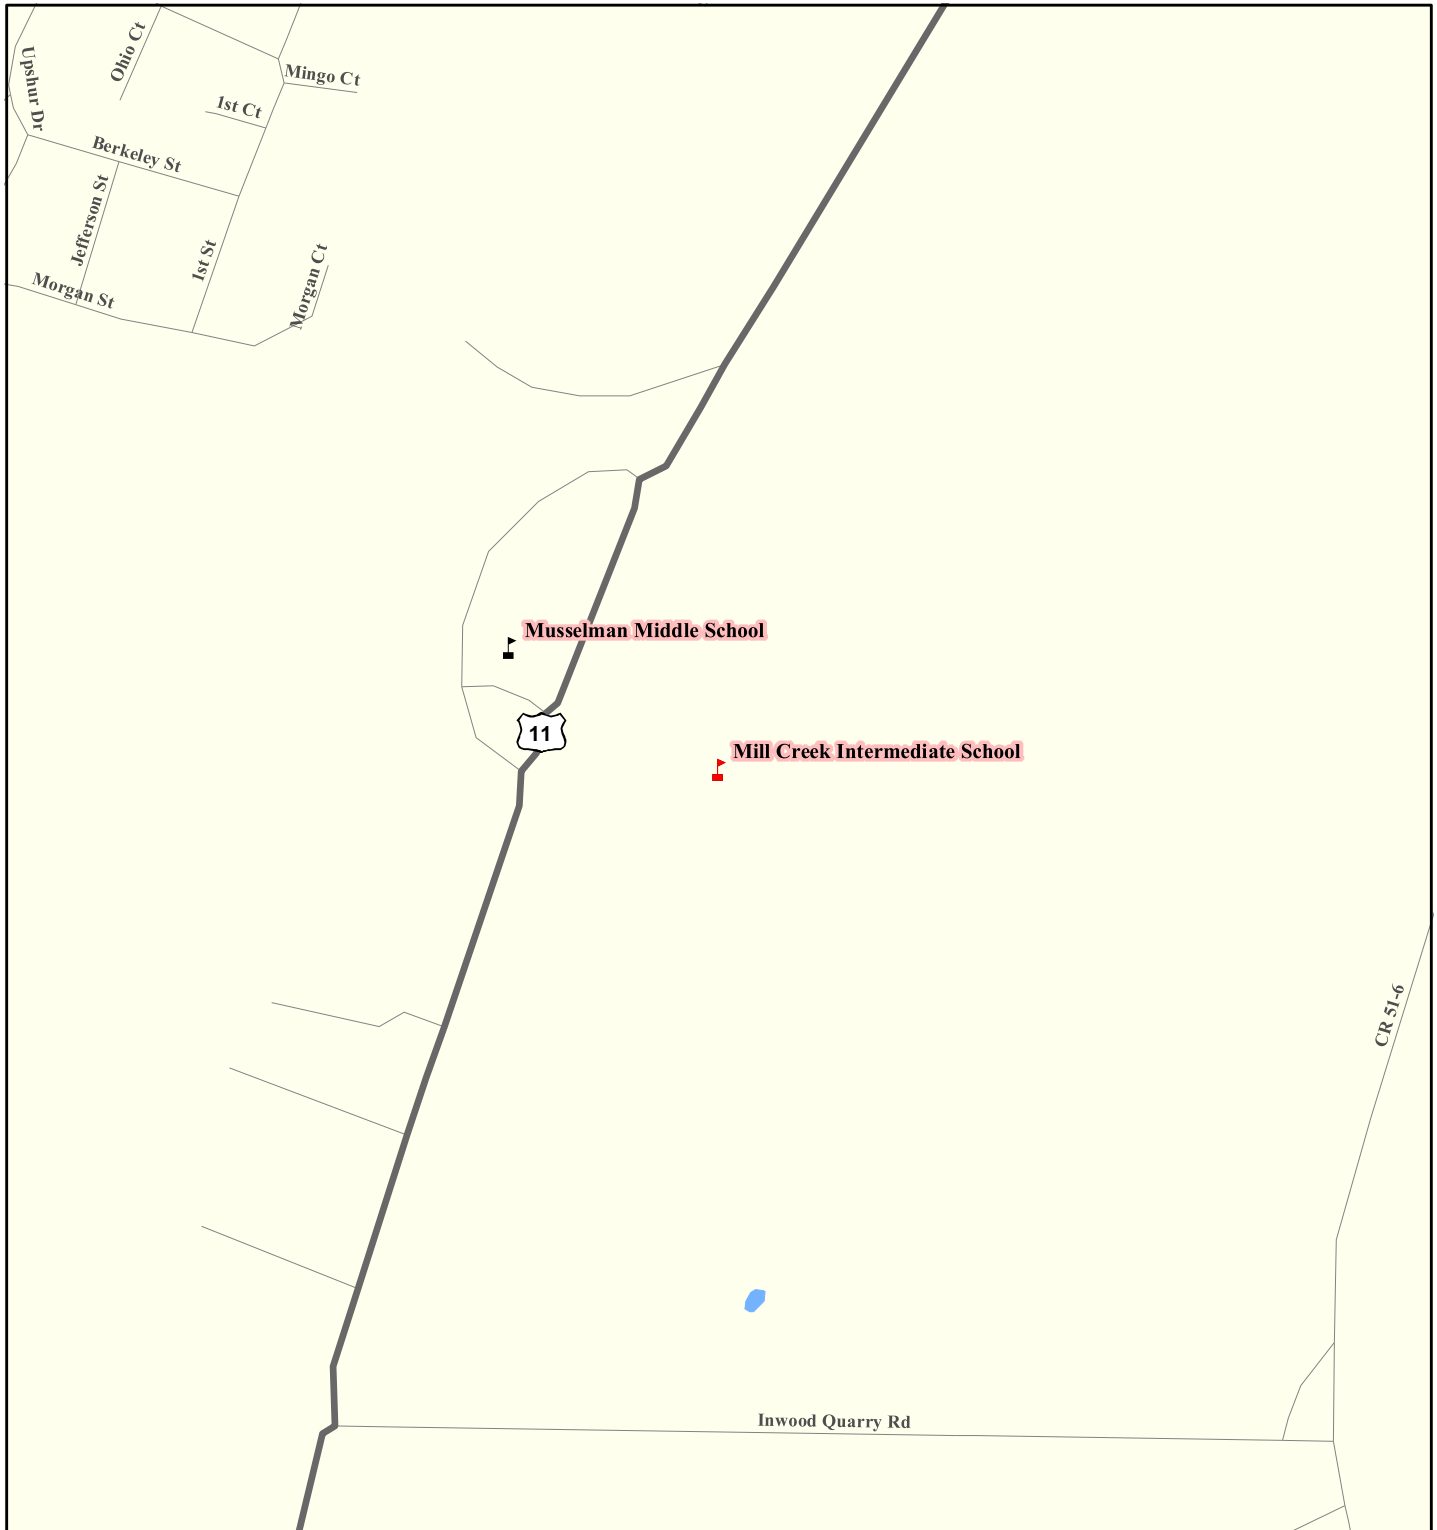 Ohio Ct
Upshur Dr
Mingo Ct
1st Ct
Berkeley St
Jefferson St
1st St
Morgan Ct
Morgan St
Musselman Middle School
11
Mill Creek Intermediate School
CR 51-6
Inwood Quarry Rd